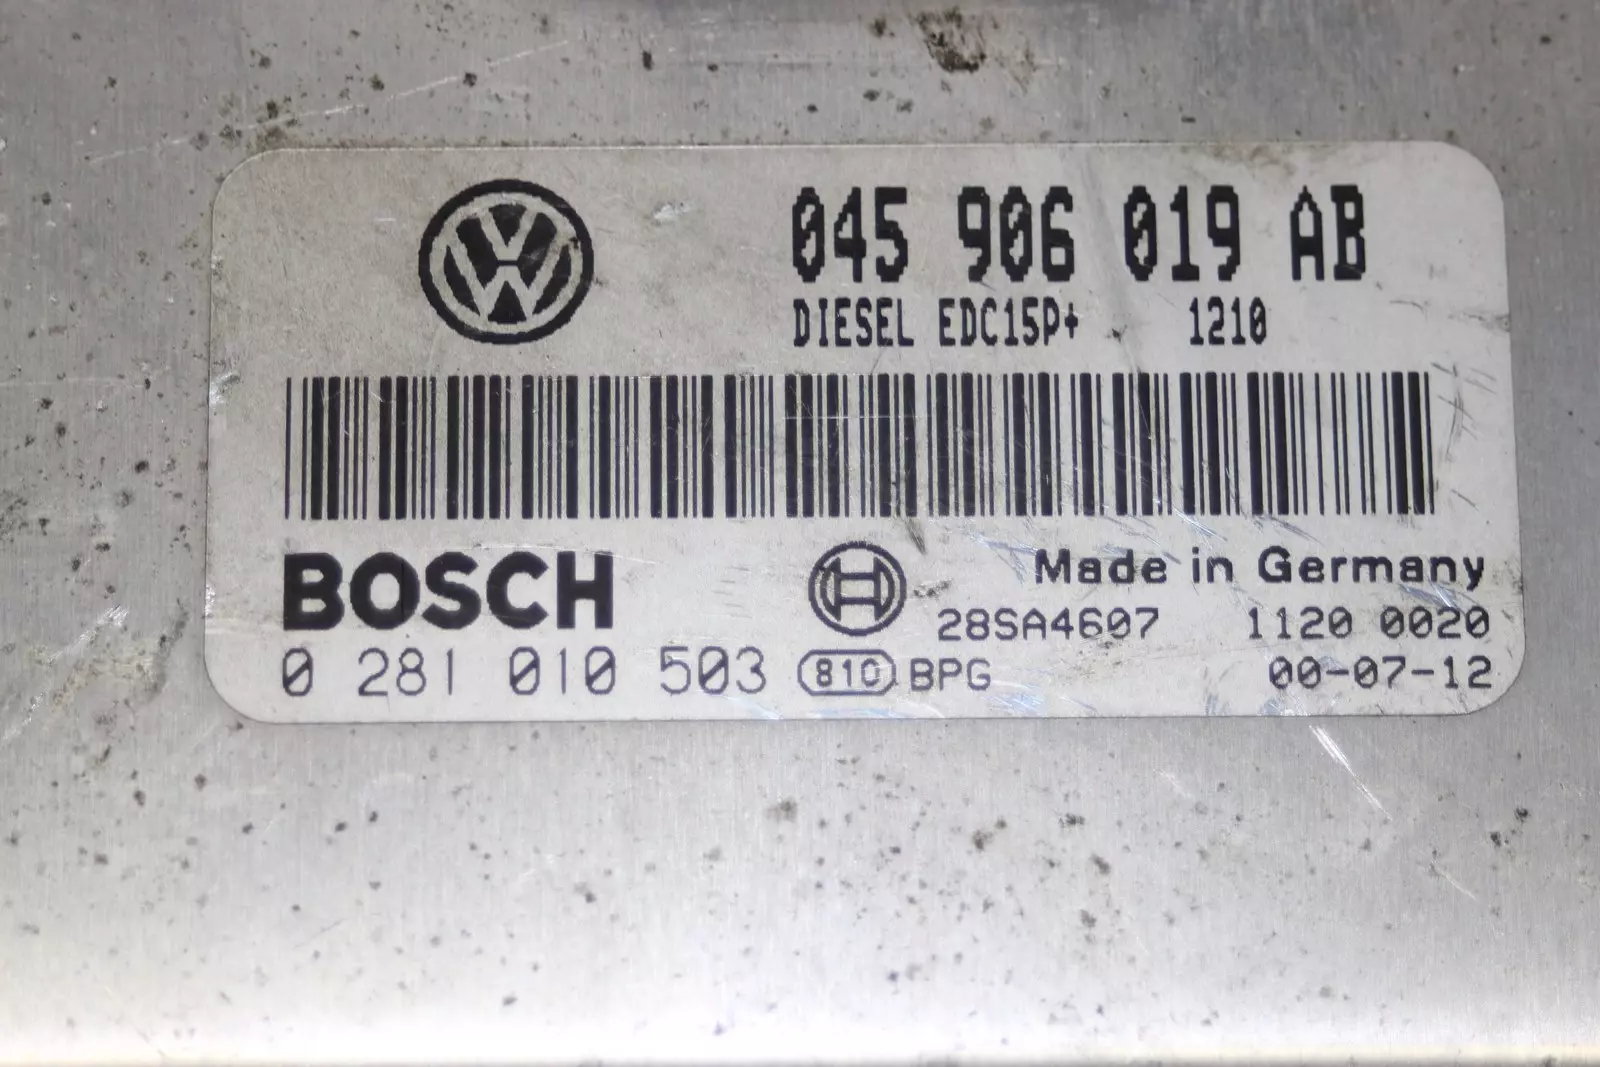 045 906 019 AB
DIESEL EDC15P+ 1210
BOSCH
Made in Germany
28SA4607 1120 0020
0 281 010 503 810 BPG 00-07-12